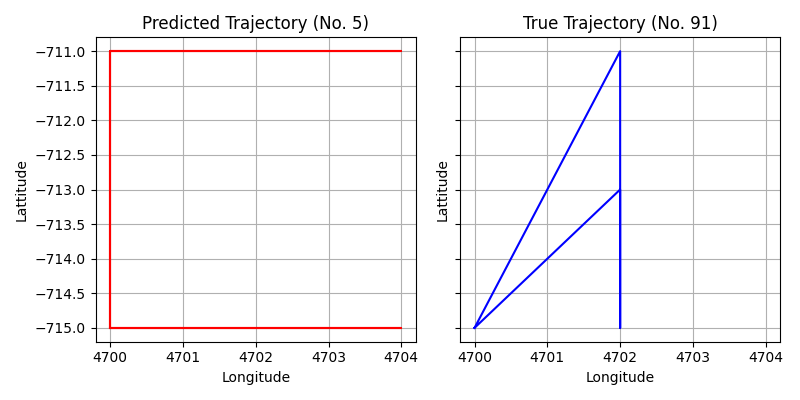 Predicted Trajectory (No. 5)
True Trajectory (No. 91)
−711.0
−711.5
−712.0
−712.5
−713.0
−713.5
−714.0
−714.5
−715.0
Lattitude
Lattitude
4700 4701 4702 4703 4704
4700 4701 4702 4703 4704
Longitude
Longitude